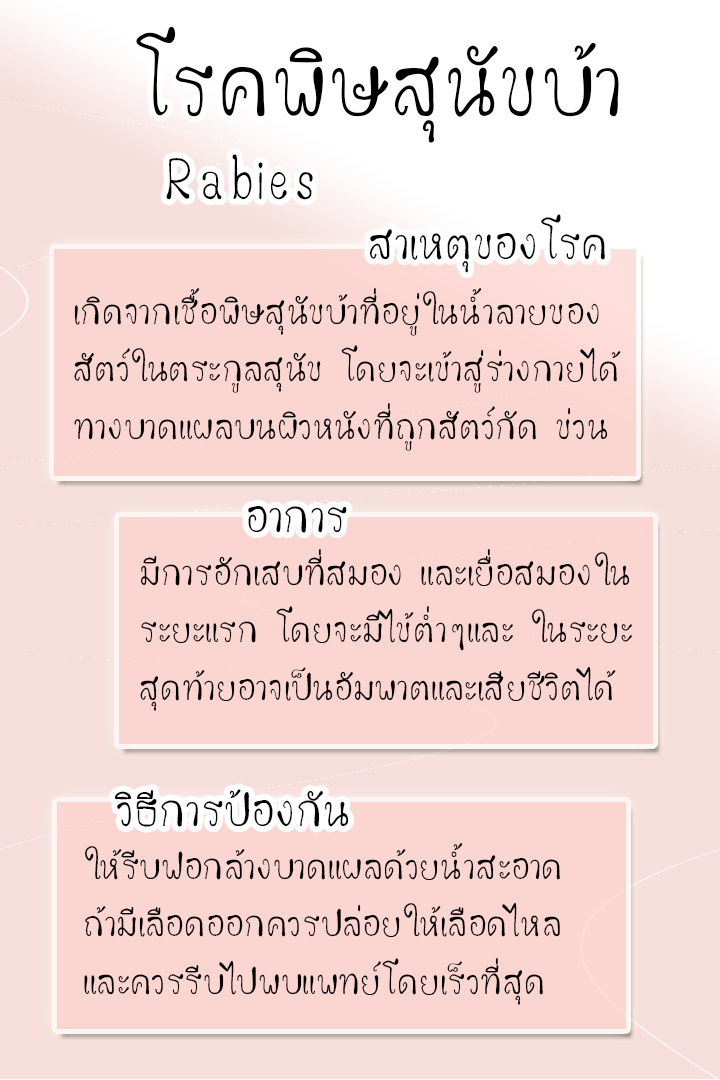 โรคพิษสุนัขบ้า
Rabies
สาเหตุของโรค
เกิดจากเชื้อพิษสุนัขบ้าที่อยู่ในน้ำลายของ
สัตว์ในตระกูลสุนัข โดยจะเข้าสู่ร่างกายได้
ทางบาดแผลบนผิวหนังที่ถูกสัตว์กัด ข่วน
อาการ
มีการอักเสบที่สมอง และเยื่อสมองใน
ระยะแรก โดยจะมีไข้ต่ำๆและ ในระยะ
สุดท้ายอาจเป็นอัมพาตและเสียชีวิตได้
วิธีการป้องกัน
ให้รีบฟอกล้างบาดแผลด้วยน้ำสะอาด
ถ้ามีเลือดออกควรปล่อยให้เลือดไหล
และควรรีบไปพบแพทย์โดยเร็วที่สุด